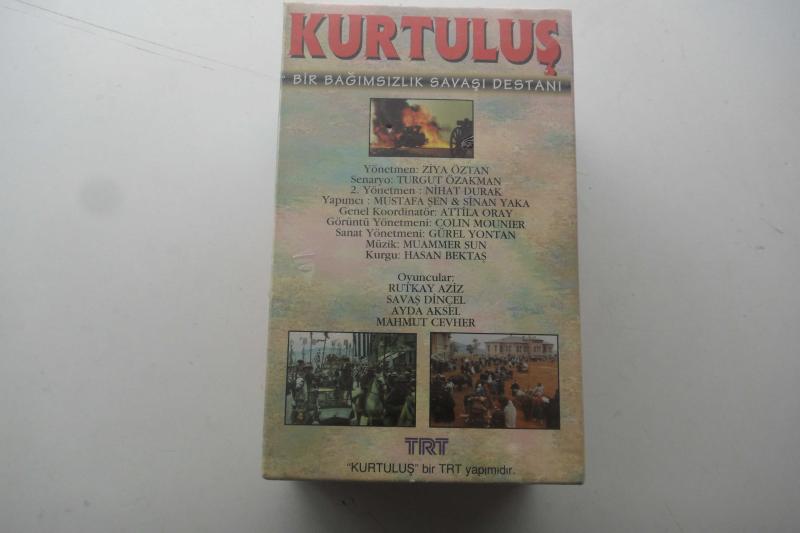 KURTULUŞ
BİR BAĞIMSIZLIK SAVAŞI DESTANI
Yönetmen: ZİYA ÖZTAN
Senaryo: TURGUT ÖZAKMAN
2. Yönetmen : NİHAT DURAK
Yapımcı : MUSTAFA ŞEN & SİNAN YAKA
Genel Koordinatör: ATTİLA ORAY
Görüntü Yönetmeni: COLIN MOUNIER
Sanat Yönetmeni: GÜREL YONTAN
Müzik: MUAMMER SUN
Kurgu: HASAN BEKTAŞ
Oyuncular:
RUTKAY AZİZ
SAVAŞ DİNÇEL
AYDA AKSEL
MAHMUT CEVHER
TRT
"KURTULUŞ" bir TRT yapımıdır.